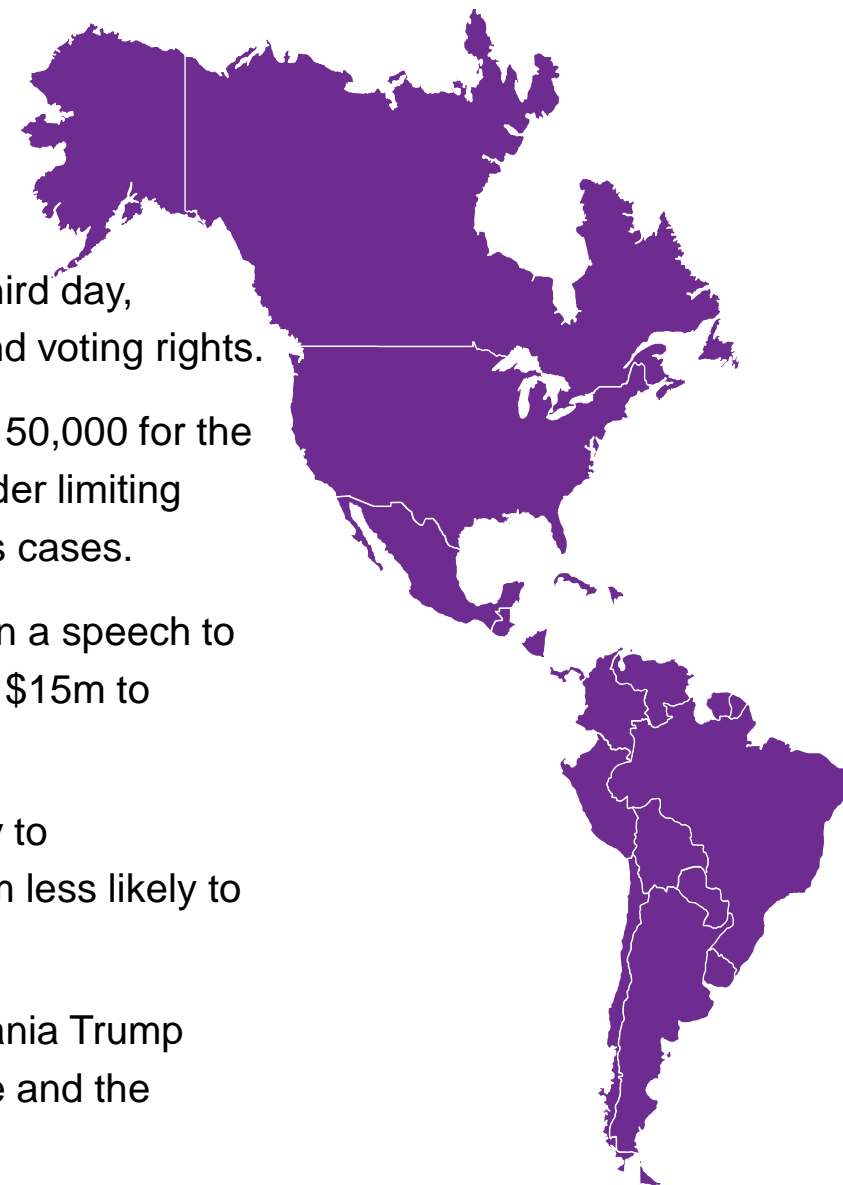 hird day,
nd voting rights.
50,000 for the
der limiting
s cases.
n a speech to
$15m to
y to
n less likely to
ania Trump
e and the